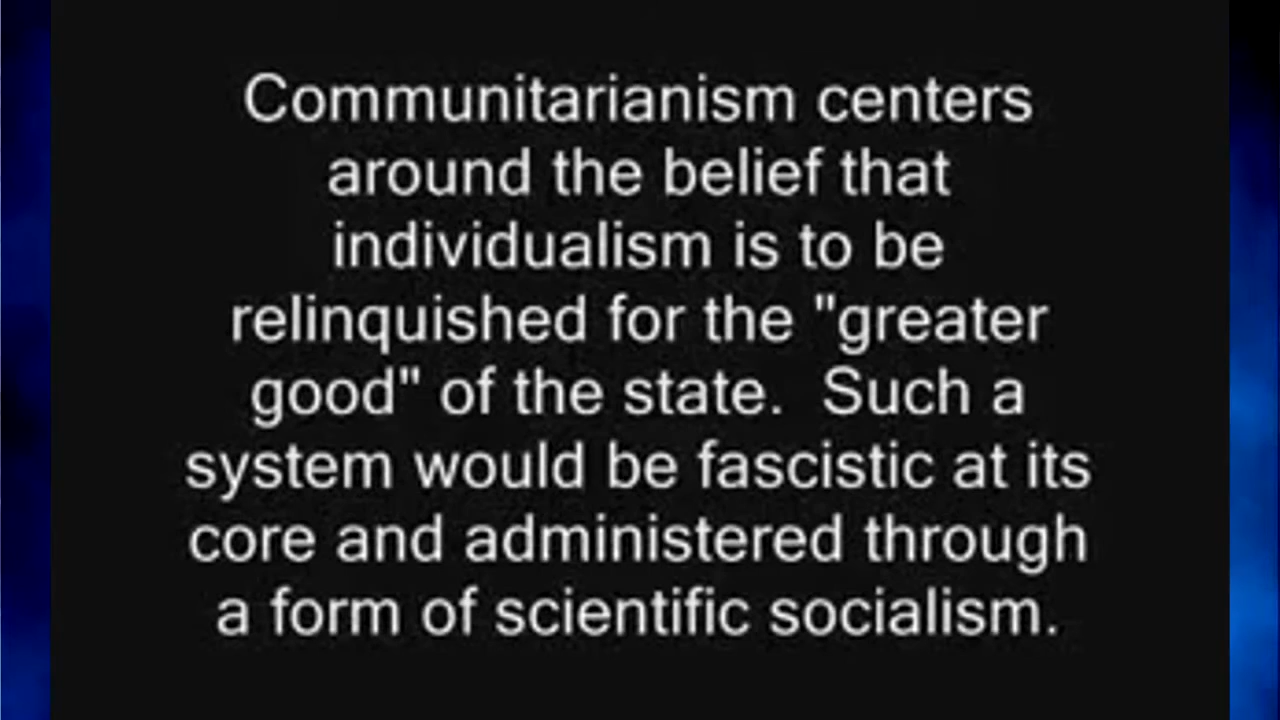 Communitarianism centers
around the belief that
individualism is to be
relinquished for the "greater
good" of the state.  Such a
system would be fascistic at its
core and administered through
a form of scientific socialism.